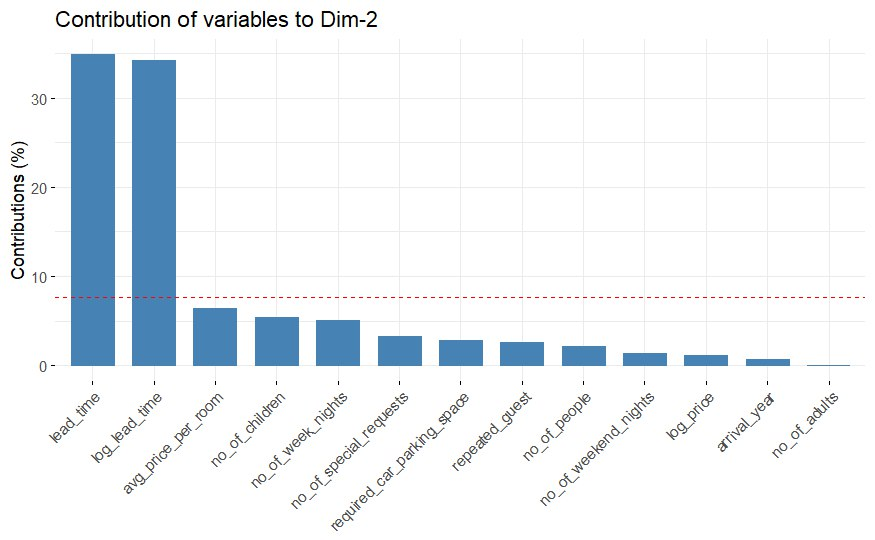 Contribution of variables to Dim-2
Contributions (%)
30
20
10
0
lead_time
log_lead_time
avg_price_per_room
no_of_children
no_of_week_nights
no_of_special_requests
required_car_parking_space
repeated_guest
no_of_people
no_of_weekend_nights
log_price
arrival_year
no_of_adults